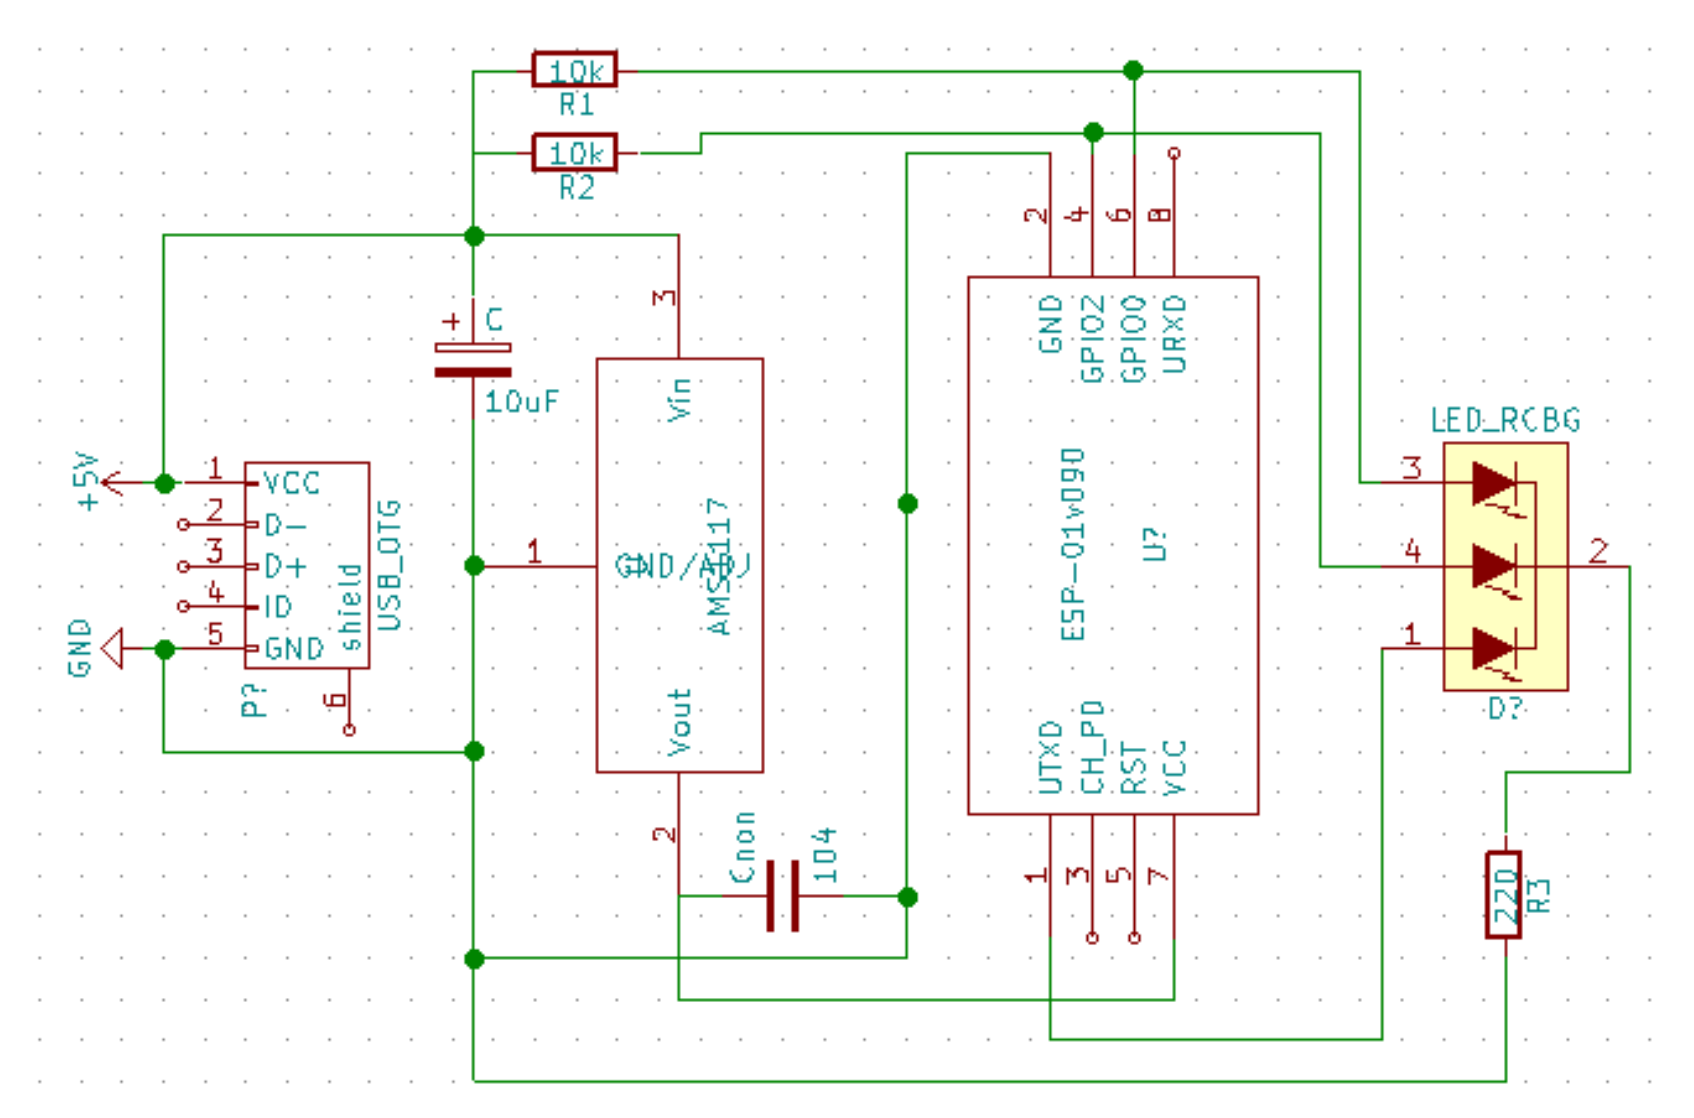 10k
R1
10k
R2
2
4
6
8
3
+ C
10uF
Vin
GND
GPIO2
GPIO0
URXD
LED_RCBG
+5V
1
VCC
2
D-
3
D+
4
ID
5
GND
shield
USB_OTG
GND
P?
6
1
GND/ADJ
AMS1117
Vout
2
ESP-01v090
U?
3
4
1
2
D?
UTXD
CH_PD
RST
VCC
Cnon
104
1
3
5
7
220
R3